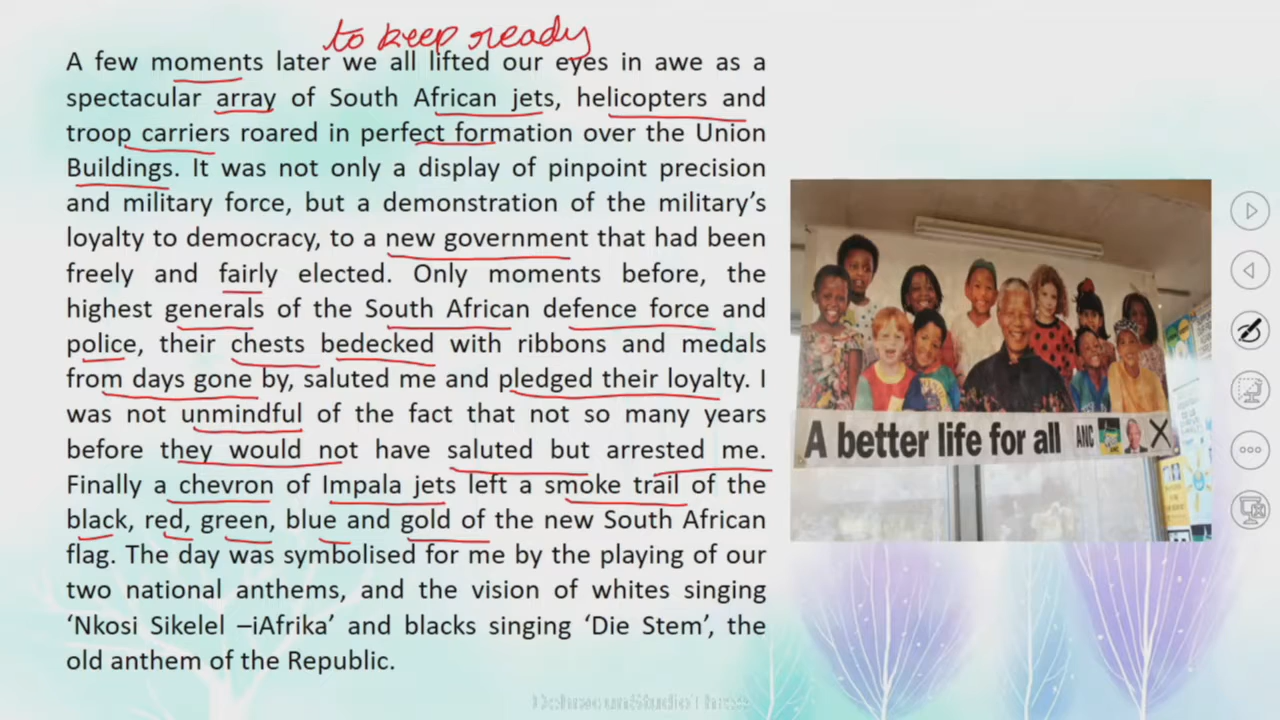 to keep ready
A few moments later we all lifted our eyes in awe as a
spectacular array of South African jets, helicopters and
troop carriers roared in perfect formation over the Union
Buildings. It was not only a display of pinpoint precision
and military force, but a demonstration of the military's
loyalty to democracy, to a new government that had been
freely and fairly elected. Only moments before, the
highest generals of the South African defence force and
police, their chests bedecked with ribbons and medals
from days gone by, saluted me and pledged their loyalty. I
was not unmindful of the fact that not so many years
before they would not have saluted but arrested me.
Finally a chevron of Impala jets left a smoke trail of the
black, red, green, blue and gold of the new South African
flag. The day was symbolised for me by the playing of our
two national anthems, and the vision of whites singing
‘Nkosi Sikelel –iAfrika’ and blacks singing ‘Die Stem’, the
old anthem of the Republic.
A better life for all ANC X